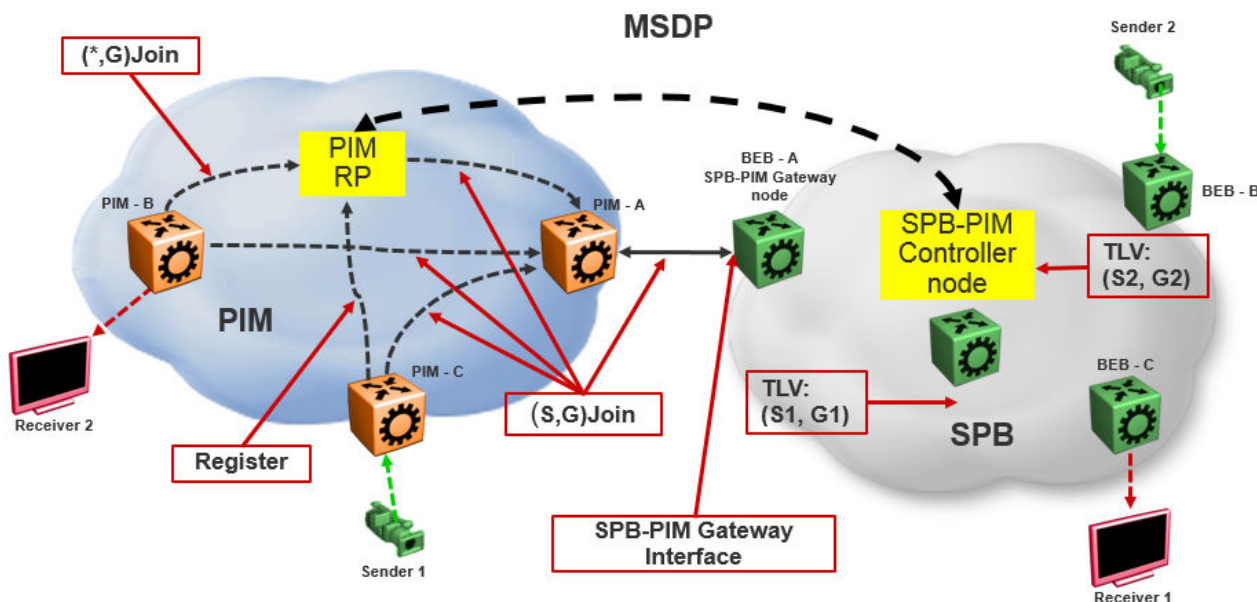 MSDP
Sender 2
(*,G)Join
PIM
RP
BEB - A
SPB-PIM Gateway
node
PIM - B
PIM - A
BEB - B
SPB-PIM
Controller
node
TLV:
(S2, G2)
PIM
PIM - C
BEB - C
TLV:
(S1, G1)
Receiver 2
(S,G)Join
SPB
Register
SPB-PIM Gateway
Interface
Sender 1
Receiver 1